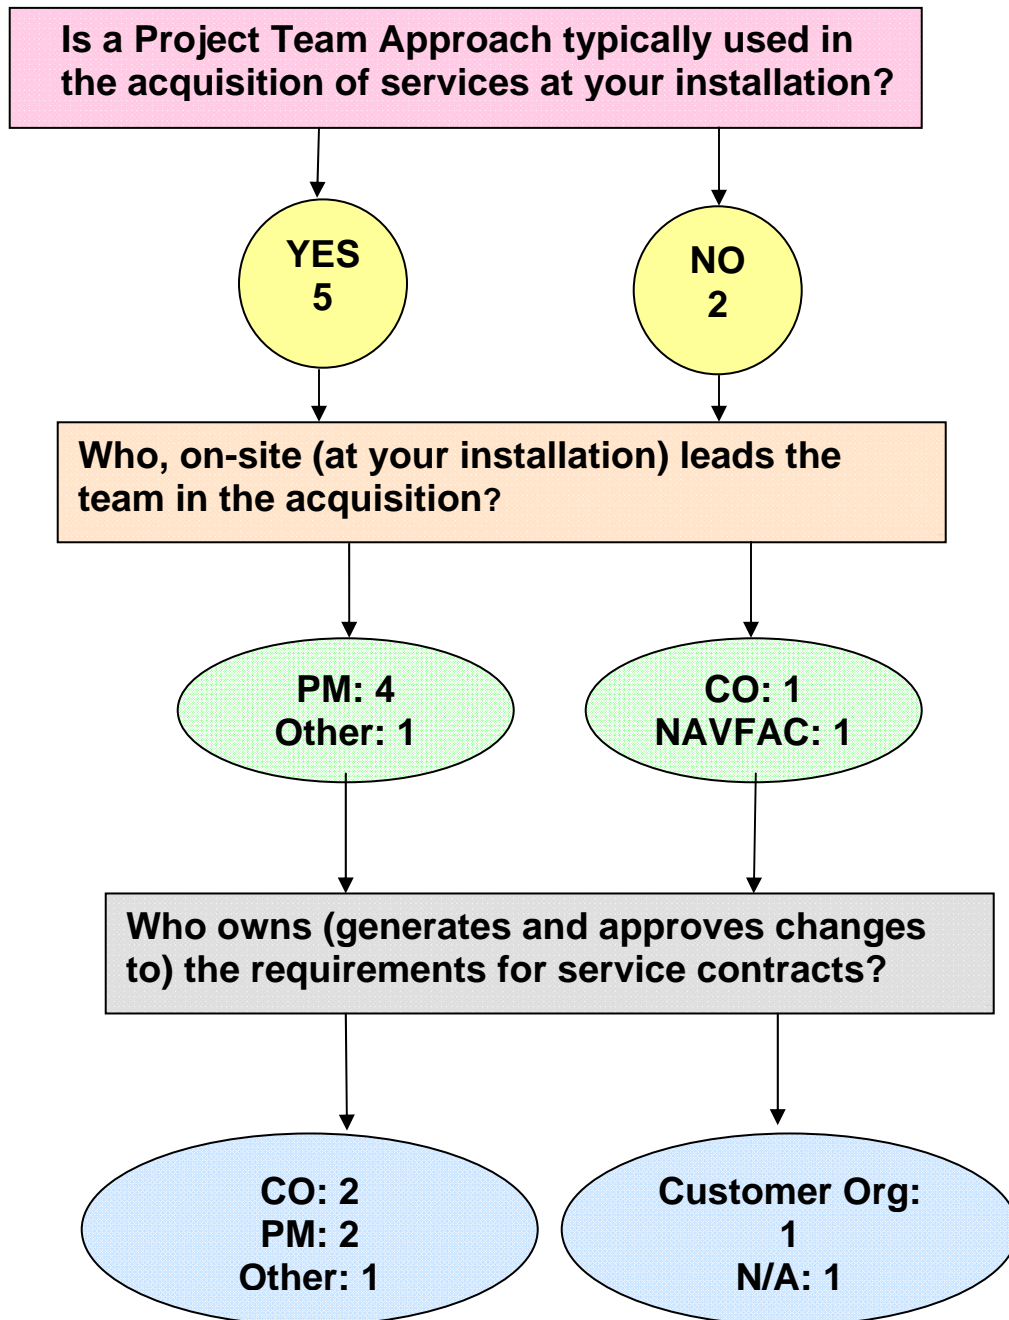 Is a Project Team Approach typically used in
the acquisition of services at your installation?
YES
5
NO
2
Who, on-site (at your installation) leads the
team in the acquisition?
PM: 4
Other: 1
CO: 1
NAVFAC: 1
Who owns (generates and approves changes
to) the requirements for service contracts?
CO: 2
PM: 2
Other: 1
Customer Org:
1
N/A: 1